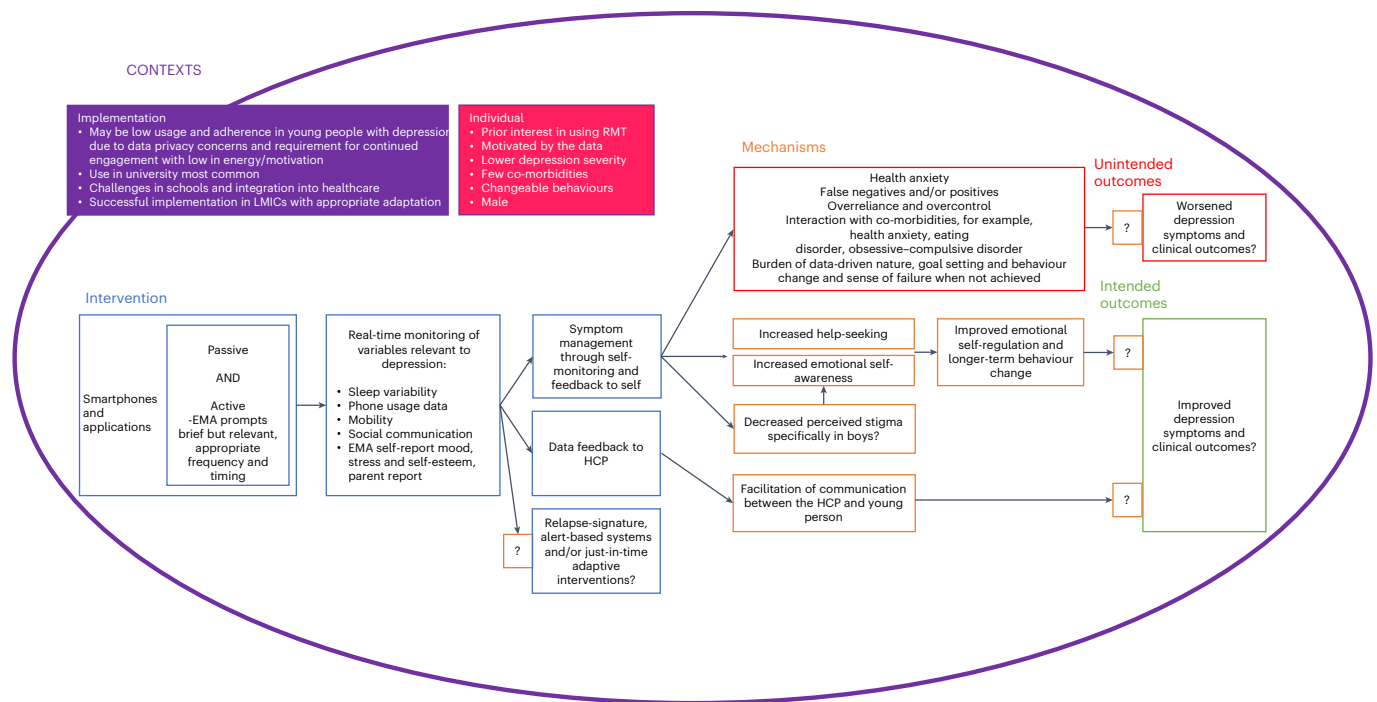 CONTEXTS
Implementation
• May be low usage and adherence in young people with depression
due to data privacy concerns and requirement for continued
engagement with low in energy/motivation
• Use in university most common
• Challenges in schools and integration into healthcare
• Successful implementation in LMICs with appropriate adaptation
Individual
• Prior interest in using RMT
• Motivated by the data
• Lower depression severity
• Few co-morbidities
• Changeable behaviours
• Male
Intervention
Smartphones
and
applications
Passive
AND
Active
-EMA prompts
brief but relevant,
appropriate
frequency and
timing
Real-time monitoring of
variables relevant to
depression:
• Sleep variability
• Phone usage data
• Mobility
• Social communication
• EMA self-report mood,
stress and self-esteem,
parent report
Symptom
management
through self-
monitoring and
feedback to self
Data feedback to
HCP
?
Relapse-signature,
alert-based systems
and/or just-in-time
adaptive
interventions?
Mechanisms
Health anxiety
False negatives and/or positives
Overreliance and overcontrol
Interaction with co-morbidities, for example,
health anxiety, eating
disorder, obsessive–compulsive disorder
Burden of data-driven nature, goal setting and behaviour
change and sense of failure when not achieved
Increased help-seeking
Increased emotional self-
awareness
Decreased perceived stigma
specifically in boys?
Facilitation of communication
between the HCP and young
person
Improved emotional
self-regulation and
longer-term behaviour
change
Unintended
outcomes
?
Worsened
depression
symptoms and
clinical outcomes?
Intended
outcomes
?
?
Improved
depression
symptoms and
clinical outcomes?